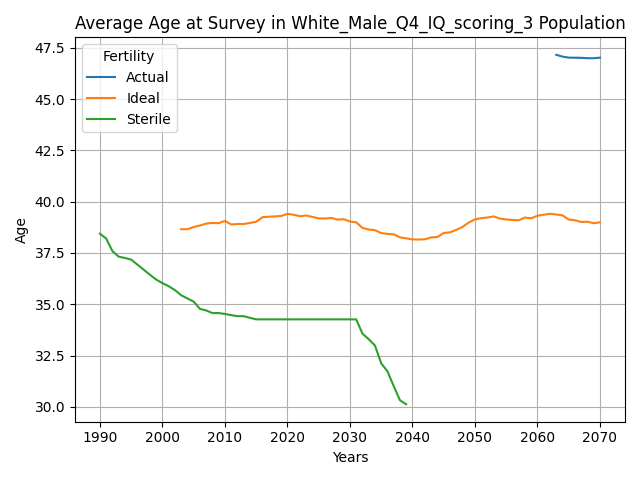 Average Age at Survey in White_Male_Q4_IQ_scoring_3 Population
Fertility
Actual
Ideal
Sterile
47.5
45.0
42.5
40.0
37.5
35.0
32.5
30.0
Age
1990 2000 2010 2020 2030 2040 2050 2060 2070
Years